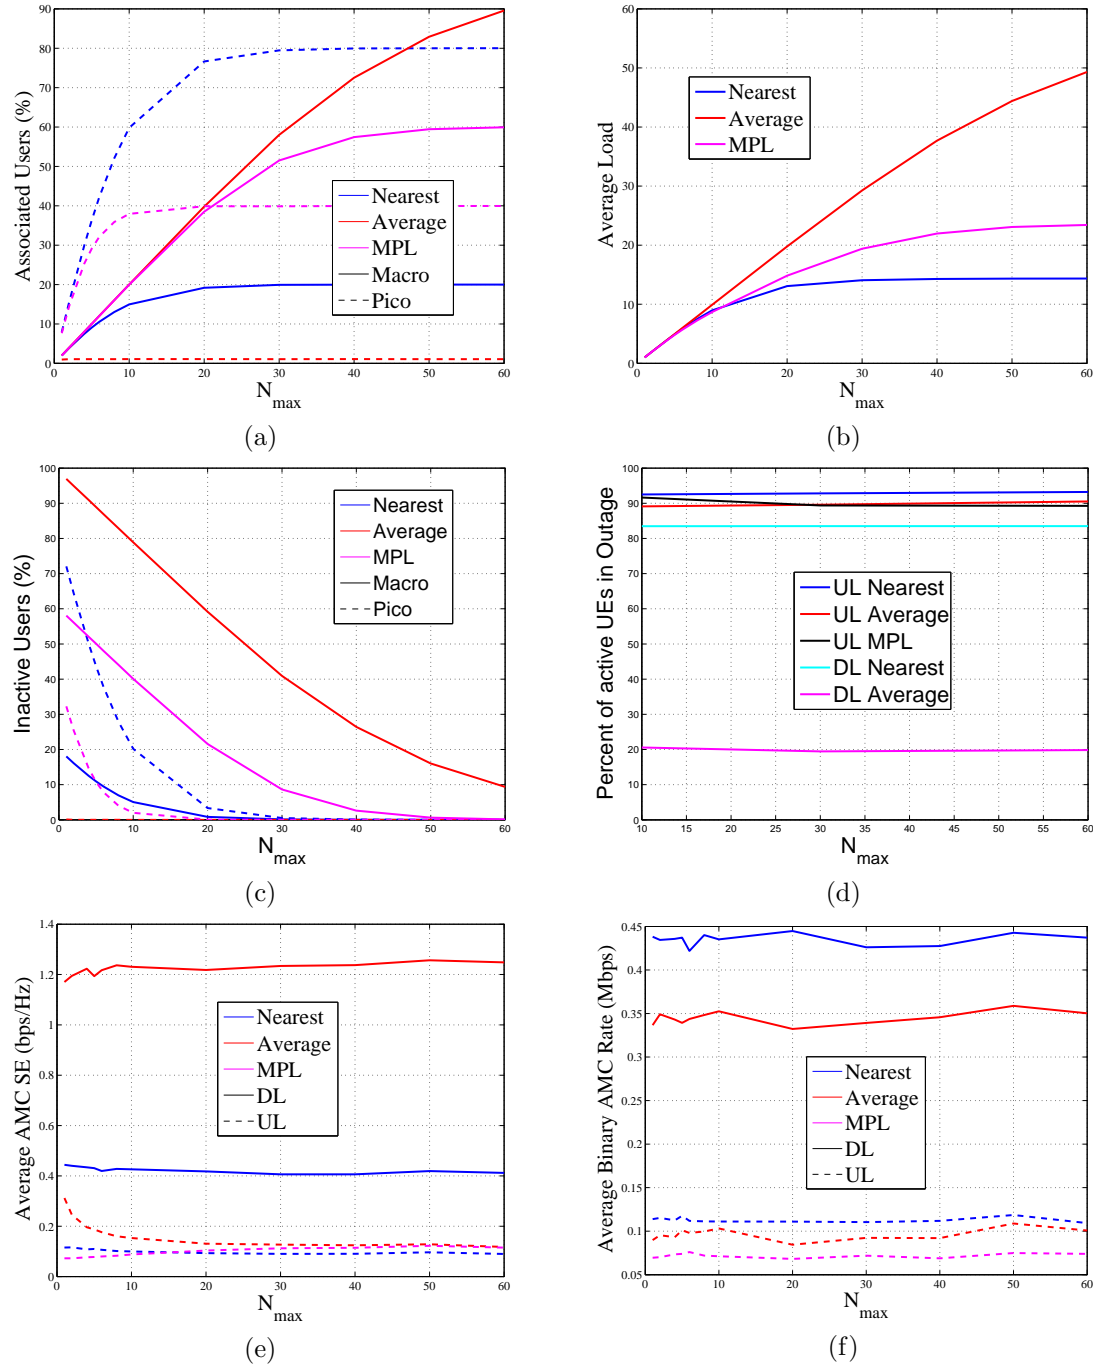 90
80
70
60
50
40
30
20
10
0
Associated Users (%)
Nearest
Average
MPL
Macro
Pico
0 10 20 30 40 50 60
N_max
(a)
60
50
40
30
20
10
0
Average Load
Nearest
Average
MPL
0 10 20 30 40 50 60
N_max
(b)
100
90
80
70
60
50
40
30
20
10
0
Inactive Users (%)
Nearest
Average
MPL
Macro
Pico
0 10 20 30 40 50 60
N_max
(c)
100
90
80
70
60
50
40
30
20
10
0
Percent of active UEs in Outage
UL Nearest
UL Average
UL MPL
DL Nearest
DL Average
10 15 20 25 30 35 40 45 50 55 60
N_max
(d)
1.4
1.2
1
0.8
0.6
0.4
0.2
0
Average AMC SE (bps/Hz)
Nearest
Average
MPL
DL
UL
0 10 20 30 40 50 60
N_max
(e)
0.45
0.4
0.35
0.3
0.25
0.2
0.15
0.1
0.05
Average Binary AMC Rate (Mbps)
Nearest
Average
MPL
DL
UL
0 10 20 30 40 50 60
N_max
(f)